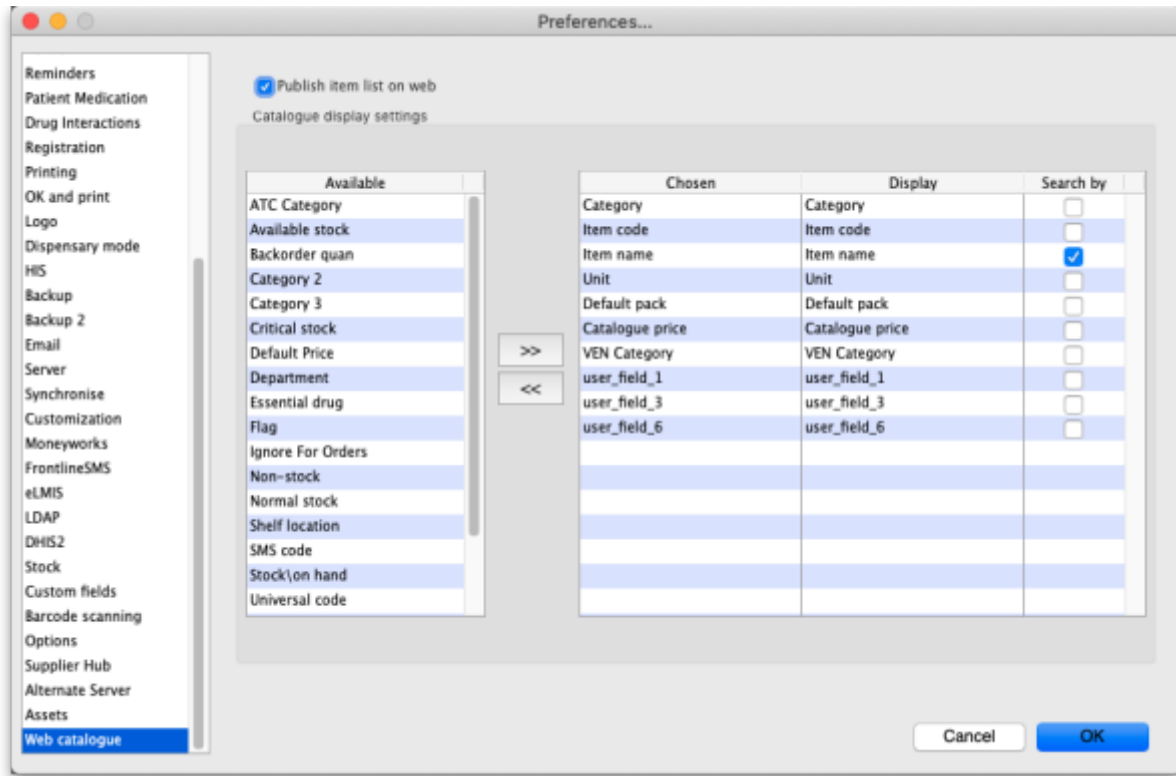 Preferences...
Reminders
Patient Medication
Drug Interactions
Registration
Printing
OK and print
Logo
Dispensary mode
HIS
Backup
Backup 2
Email
Server
Synchronise
Customization
Moneyworks
FrontlineSMS
eLMIS
LDAP
DHIS2
Stock
Custom fields
Barcode scanning
Options
Supplier Hub
Alternate Server
Assets
Web catalogue
Publish item list on web
Catalogue display settings
Available
ATC Category
Available stock
Backorder quan
Category 2
Category 3
Critical stock
Default Price
Department
Essential drug
Flag
Ignore For Orders
Non-stock
Normal stock
Shelf location
SMS code
Stock\on hand
Universal code
>>
<<
Chosen Display Search by
Category Category
Item code Item code
Item name Item name
Unit Unit
Default pack Default pack
Catalogue price Catalogue price
VEN Category VEN Category
user_field_1 user_field_1
user_field_3 user_field_3
user_field_6 user_field_6
Cancel OK